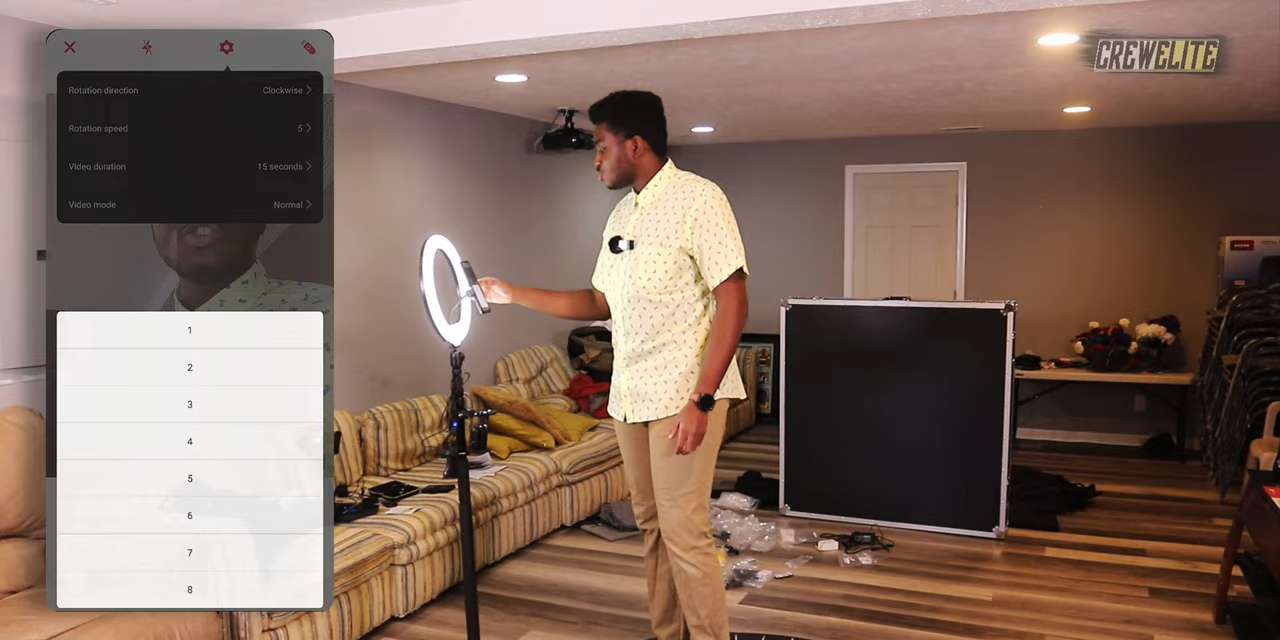 CREWELITE
Rotation direction Clockwise
Rotation speed 5
Video duration 15 seconds
Video mode Normal
1
2
3
4
5
6
7
8